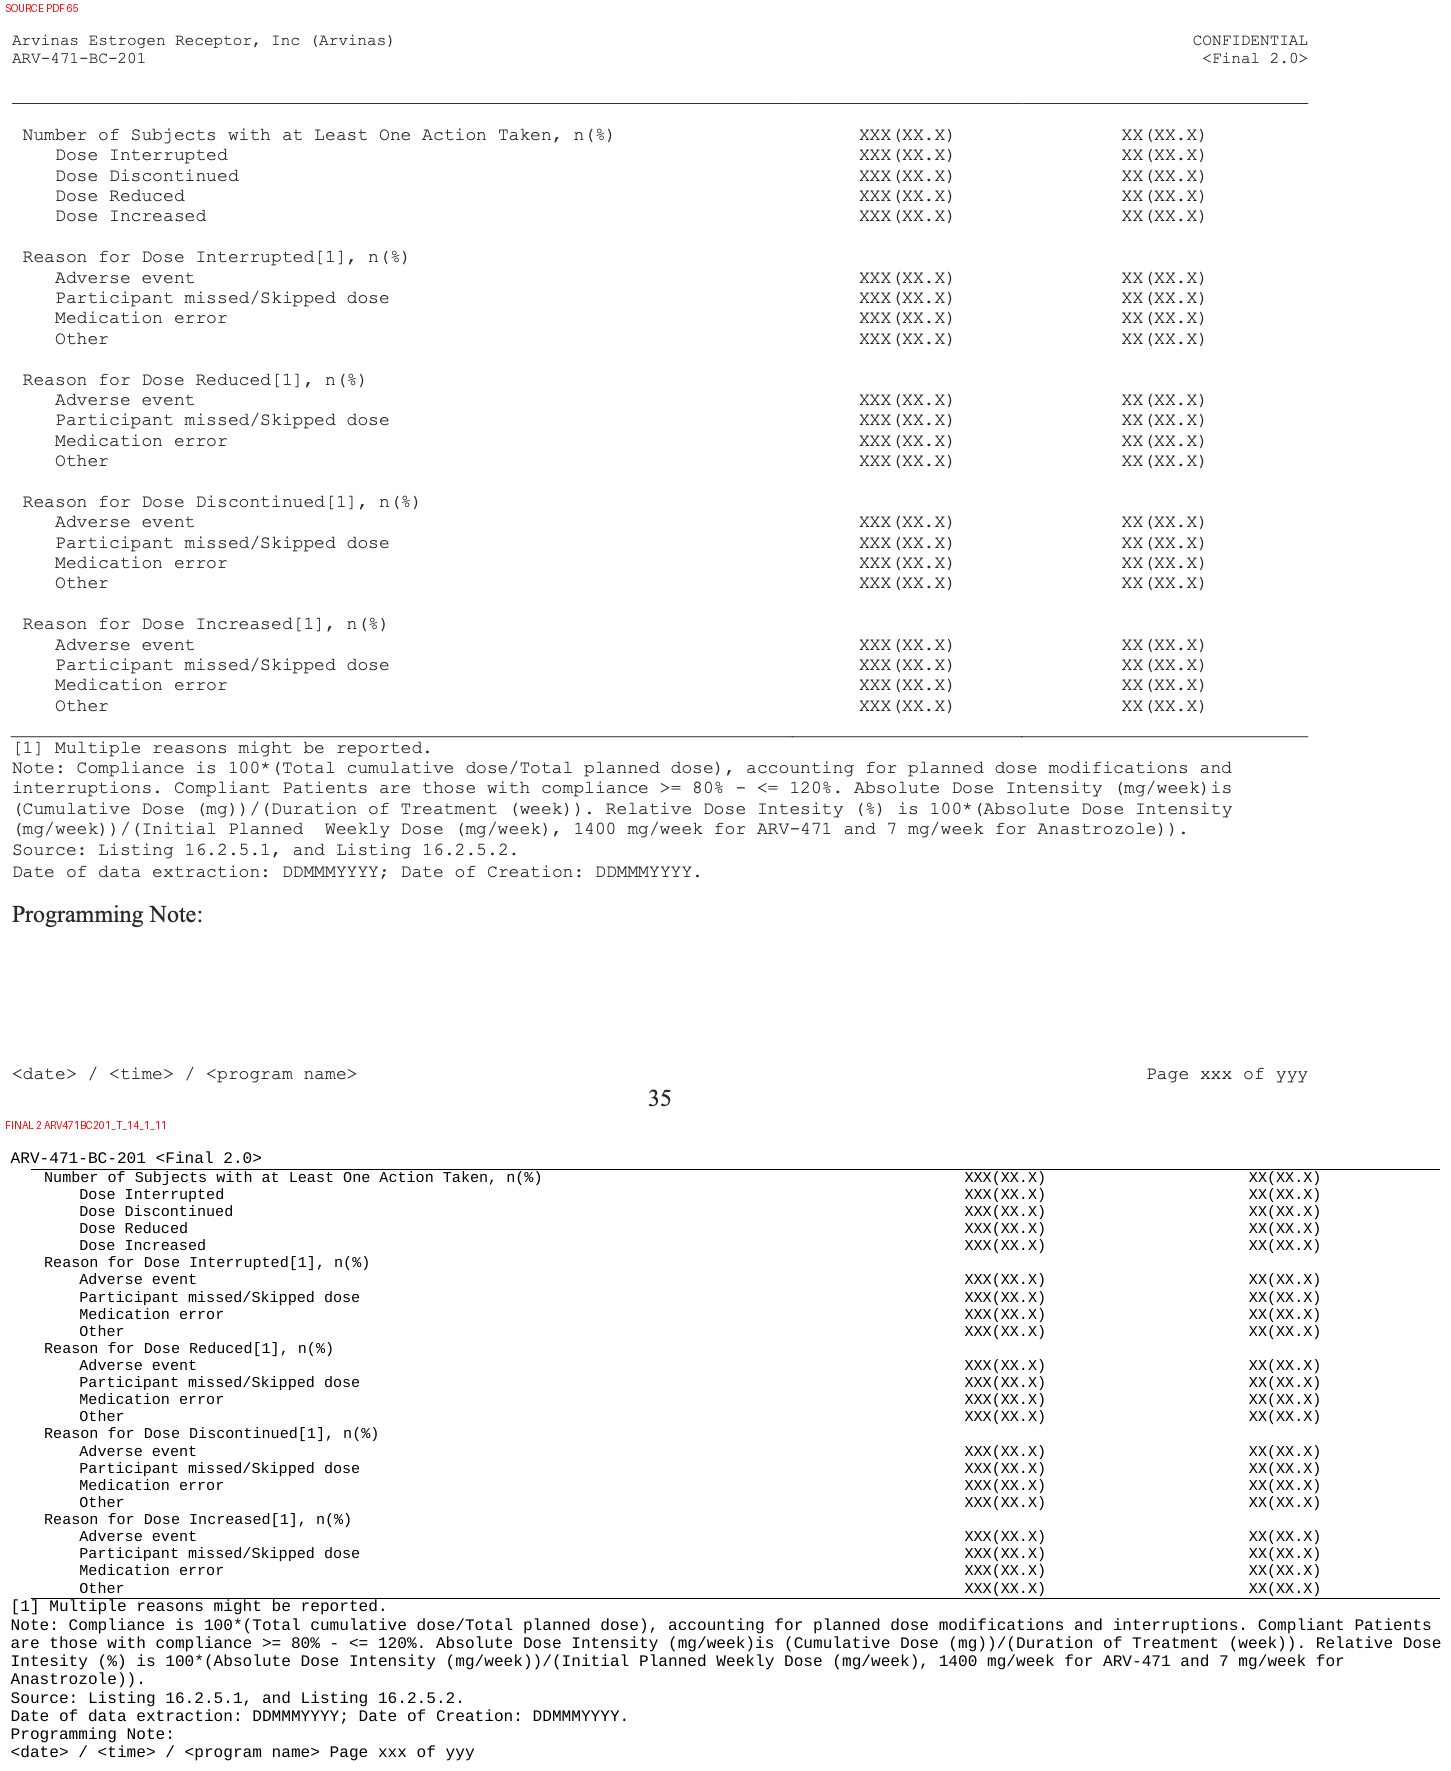 SOURCE PDF 65
Arvinas Estrogen Receptor, Inc (Arvinas) CONFIDENTIAL
ARV-471-BC-201 <Final 2.0>
Number of Subjects with at Least One Action Taken, n(%) XXX(XX.X) XX(XX.X)
Dose Interrupted XXX(XX.X) XX(XX.X)
Dose Discontinued XXX(XX.X) XX(XX.X)
Dose Reduced XXX(XX.X) XX(XX.X)
Dose Increased XXX(XX.X) XX(XX.X)
Reason for Dose Interrupted[1], n(%)
Adverse event XXX(XX.X) XX(XX.X)
Participant missed/Skipped dose XXX(XX.X) XX(XX.X)
Medication error XXX(XX.X) XX(XX.X)
Other XXX(XX.X) XX(XX.X)
Reason for Dose Reduced[1], n(%)
Adverse event XXX(XX.X) XX(XX.X)
Participant missed/Skipped dose XXX(XX.X) XX(XX.X)
Medication error XXX(XX.X) XX(XX.X)
Other XXX(XX.X) XX(XX.X)
Reason for Dose Discontinued[1], n(%)
Adverse event XXX(XX.X) XX(XX.X)
Participant missed/Skipped dose XXX(XX.X) XX(XX.X)
Medication error XXX(XX.X) XX(XX.X)
Other XXX(XX.X) XX(XX.X)
Reason for Dose Increased[1], n(%)
Adverse event XXX(XX.X) XX(XX.X)
Participant missed/Skipped dose XXX(XX.X) XX(XX.X)
Medication error XXX(XX.X) XX(XX.X)
Other XXX(XX.X) XX(XX.X)
[1] Multiple reasons might be reported.
Note: Compliance is 100*(Total cumulative dose/Total planned dose), accounting for planned dose modifications and
interruptions. Compliant Patients are those with compliance >= 80% - <= 120%. Absolute Dose Intensity (mg/week)is
(Cumulative Dose (mg))/(Duration of Treatment (week)). Relative Dose Intesity (%) is 100*(Absolute Dose Intensity
(mg/week))/(Initial Planned  Weekly Dose (mg/week), 1400 mg/week for ARV-471 and 7 mg/week for Anastrozole)).
Source: Listing 16.2.5.1, and Listing 16.2.5.2.
Date of data extraction: DDMMMYYYY; Date of Creation: DDMMMYYYY.
Programming Note:
<date> / <time> / <program name> Page xxx of yyy
35
FINAL 2 ARV471BC201_T_14_1_11
ARV-471-BC-201 <Final 2.0>
Number of Subjects with at Least One Action Taken, n(%) XXX(XX.X) XX(XX.X)
Dose Interrupted XXX(XX.X) XX(XX.X)
Dose Discontinued XXX(XX.X) XX(XX.X)
Dose Reduced XXX(XX.X) XX(XX.X)
Dose Increased XXX(XX.X) XX(XX.X)
Reason for Dose Interrupted[1], n(%)
Adverse event XXX(XX.X) XX(XX.X)
Participant missed/Skipped dose XXX(XX.X) XX(XX.X)
Medication error XXX(XX.X) XX(XX.X)
Other XXX(XX.X) XX(XX.X)
Reason for Dose Reduced[1], n(%)
Adverse event XXX(XX.X) XX(XX.X)
Participant missed/Skipped dose XXX(XX.X) XX(XX.X)
Medication error XXX(XX.X) XX(XX.X)
Other XXX(XX.X) XX(XX.X)
Reason for Dose Discontinued[1], n(%)
Adverse event XXX(XX.X) XX(XX.X)
Participant missed/Skipped dose XXX(XX.X) XX(XX.X)
Medication error XXX(XX.X) XX(XX.X)
Other XXX(XX.X) XX(XX.X)
Reason for Dose Increased[1], n(%)
Adverse event XXX(XX.X) XX(XX.X)
Participant missed/Skipped dose XXX(XX.X) XX(XX.X)
Medication error XXX(XX.X) XX(XX.X)
Other XXX(XX.X) XX(XX.X)
[1] Multiple reasons might be reported.
Note: Compliance is 100*(Total cumulative dose/Total planned dose), accounting for planned dose modifications and interruptions. Compliant Patients
are those with compliance >= 80% - <= 120%. Absolute Dose Intensity (mg/week)is (Cumulative Dose (mg))/(Duration of Treatment (week)). Relative Dose
Intesity (%) is 100*(Absolute Dose Intensity (mg/week))/(Initial Planned Weekly Dose (mg/week), 1400 mg/week for ARV-471 and 7 mg/week for
Anastrozole)).
Source: Listing 16.2.5.1, and Listing 16.2.5.2.
Date of data extraction: DDMMMYYYY; Date of Creation: DDMMMYYYY.
Programming Note:
<date> / <time> / <program name> Page xxx of yyy